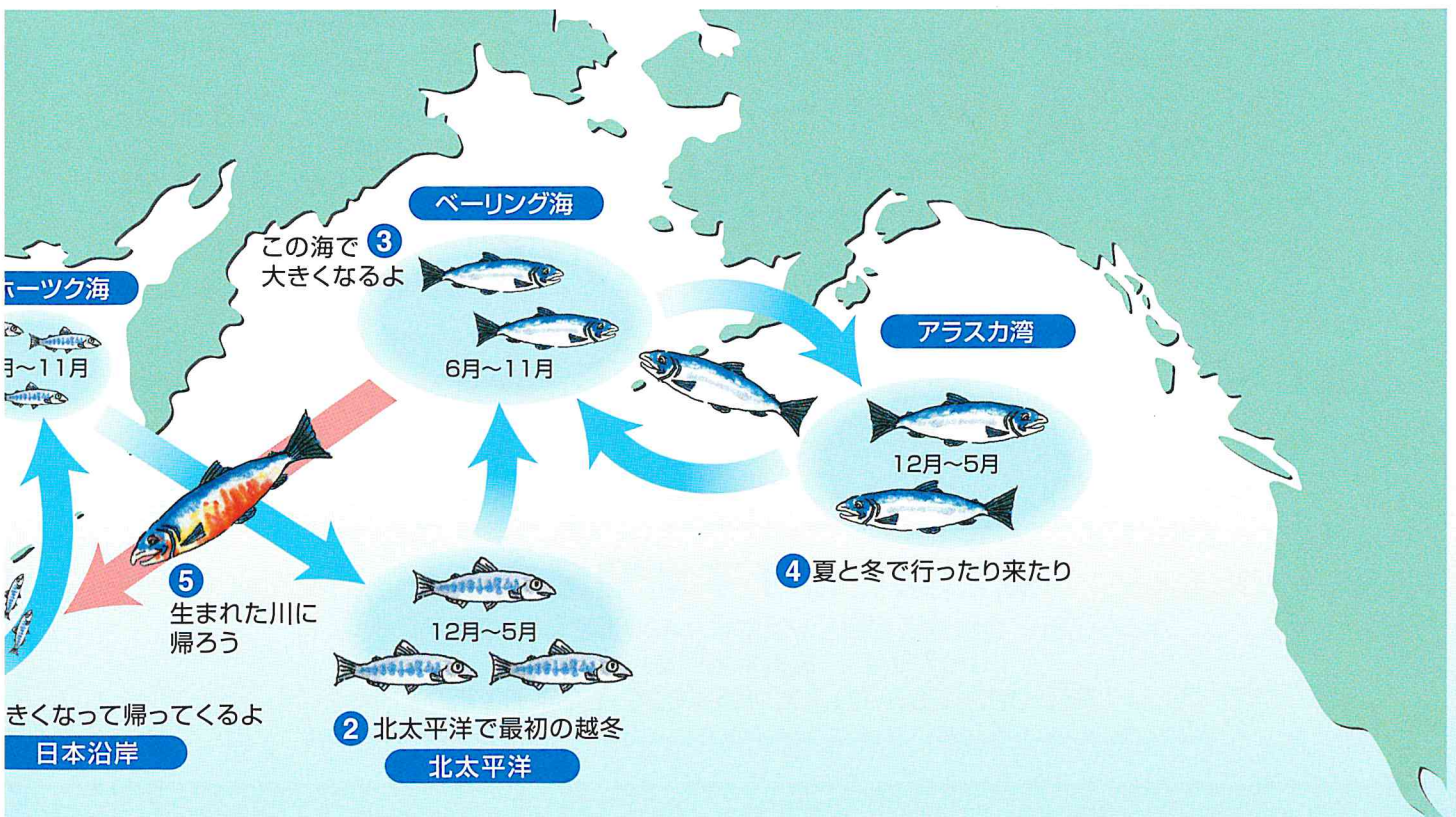 ベーリング海
この海で ③
大きくなるよ
6月～11月
ホーツク海
月～11月
アラスカ湾
12月～5月
④ 夏と冬で行ったり来たり
⑤
生まれた川に
帰ろう
12月～5月
② 北太平洋で最初の越冬
北太平洋
きくなって帰ってくるよ
日本沿岸